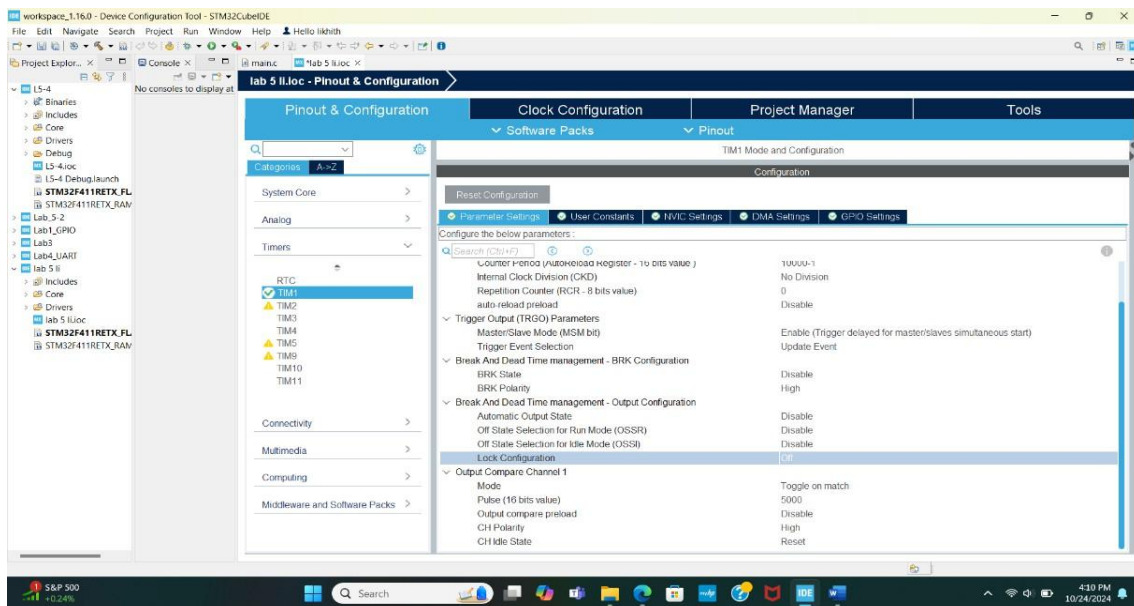 workspace_1.16.0 - Device Configuration Tool - STM32CubeIDE
File Edit Navigate Search Project Run Window Help Hello likhith
Project Explor...
Console
main.c
*lab 5 li.ioc
No consoles to display at
lab 5 li.ioc - Pinout & Configuration
L5-4
Binaries
Includes
Core
Drivers
Debug
L5-4.ioc
L5-4 Debug.launch
STM32F411RETX_FL
STM32F411RETX_RAM
Lab_5-2
Lab1_GPIO
Lab3
Lab4_UART
lab 5 li
Includes
Core
Drivers
lab 5 li.ioc
STM32F411RETX_FL
STM32F411RETX_RAM
Pinout & Configuration
Clock Configuration
Project Manager
Tools
Software Packs
Pinout
Categories
A->Z
System Core
Analog
Timers
RTC
TIM1
TIM2
TIM3
TIM4
TIM5
TIM9
TIM10
TIM11
Connectivity
Multimedia
Computing
Middleware and Software Packs
TIM1 Mode and Configuration
Configuration
Reset Configuration
Parameter Settings
User Constants
NVIC Settings
DMA Settings
GPIO Settings
Configure the below parameters :
Search (Ctrl+F)
Counter Period (AutoReload Register - 16 bits value ) 10000-1
Internal Clock Division (CKD) No Division
Repetition Counter (RCR - 8 bits value) 0
auto-reload preload Disable
Trigger Output (TRGO) Parameters
Master/Slave Mode (MSM bit) Enable (Trigger delayed for master/slaves simultaneous start)
Trigger Event Selection Update Event
Break And Dead Time management - BRK Configuration
BRK State Disable
BRK Polarity High
Break And Dead Time management - Output Configuration
Automatic Output State Disable
Off State Selection for Run Mode (OSSR) Disable
Off State Selection for Idle Mode (OSSI) Disable
Lock Configuration Off
Output Compare Channel 1
Mode Toggle on match
Pulse (16 bits value) 5000
Output compare preload Disable
CH Polarity High
CH Idle State Reset
1
S&P 500
+0.24%
Search
IDE
4:10 PM
10/24/2024